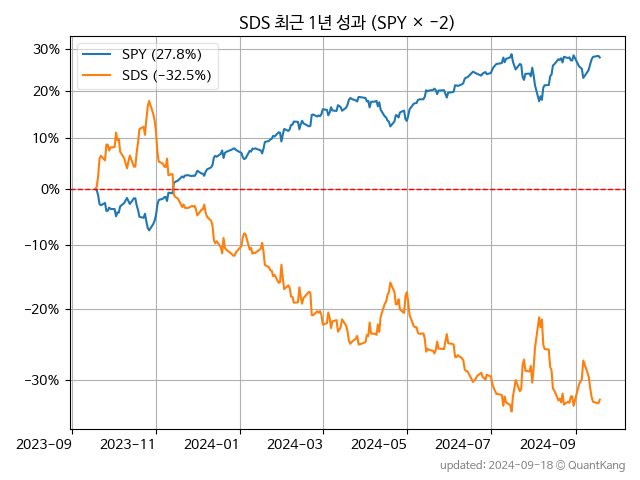 SDS 최근 1년 성과 (SPY × −2)
SPY (27.8%)
SDS (−32.5%)
30%
20%
10%
0%
−10%
−20%
−30%
2023−09 2023−11 2024−01 2024−03 2024−05 2024−07 2024−09
updated: 2024-09-18 © QuantKang